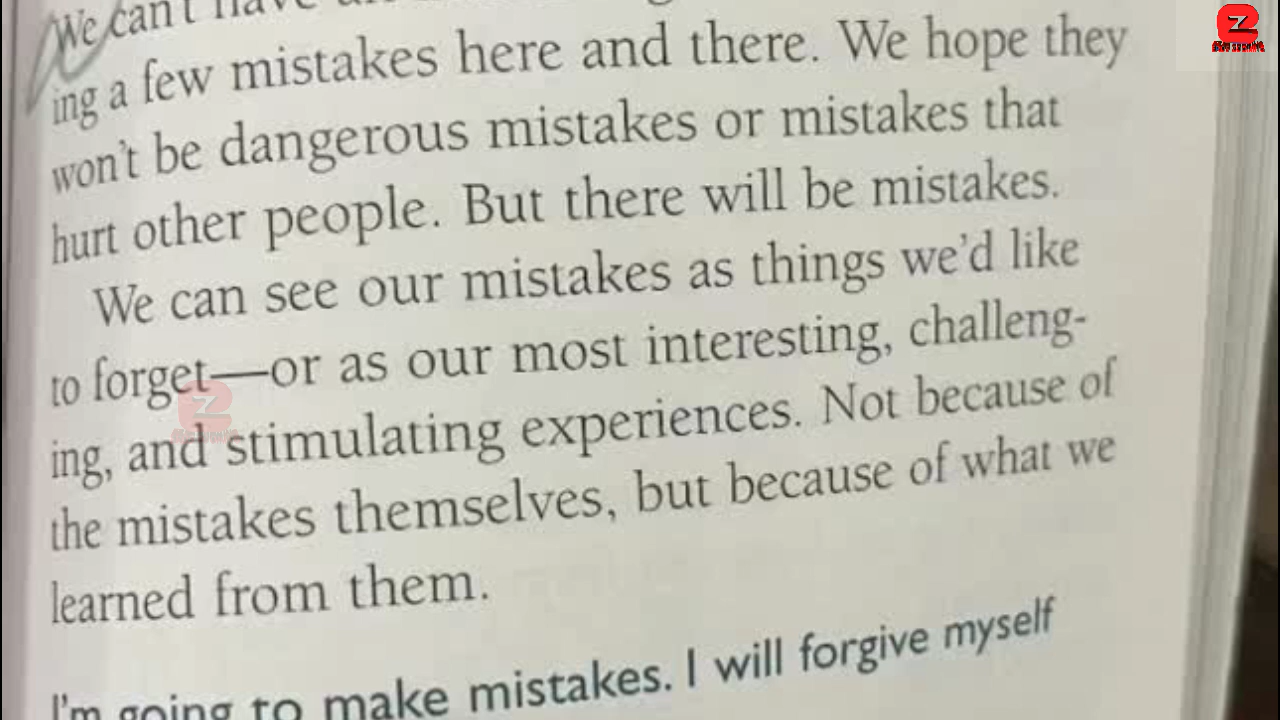 We can't
ing a few mistakes here and there. We hope they
won't be dangerous mistakes or mistakes that
hurt other people. But there will be mistakes.
We can see our mistakes as things we'd like
to forget—or as our most interesting, challeng-
ing, and stimulating experiences. Not because of
the mistakes themselves, but because of what we
learned from them.
I'm going to make mistakes. I will forgive myself